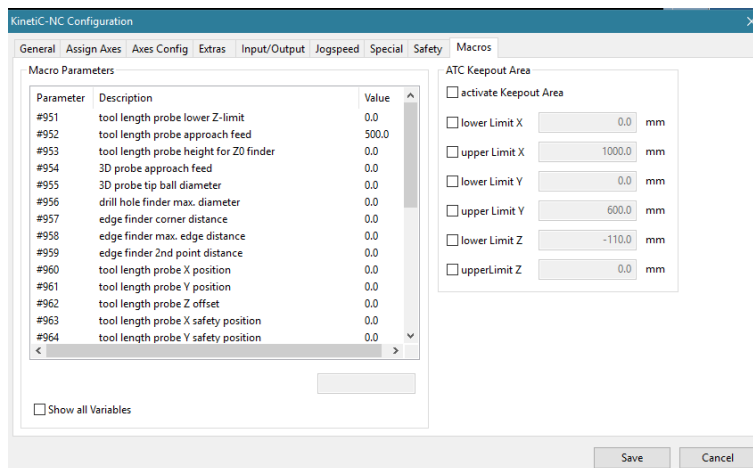 KinetiC-NC Configuration
General Assign Axes Axes Config Extras Input/Output Jogspeed Special Safety Macros
Macro Parameters
Parameter Description Value
#951 tool length probe lower Z-limit 0.0
#952 tool length probe approach feed 500.0
#953 tool length probe height for Z0 finder 0.0
#954 3D probe approach feed 0.0
#955 3D probe tip ball diameter 0.0
#956 drill hole finder max. diameter 0.0
#957 edge finder corner distance 0.0
#958 edge finder max. edge distance 0.0
#959 edge finder 2nd point distance 0.0
#960 tool length probe X position 0.0
#961 tool length probe Y position 0.0
#962 tool length probe Z offset 0.0
#963 tool length probe X safety position 0.0
#964 tool length probe Y safety position 0.0
Show all Variables
ATC Keepout Area
activate Keepout Area
lower Limit X 0.0 mm
upper Limit X 1000.0 mm
lower Limit Y 0.0 mm
upper Limit Y 600.0 mm
lower Limit Z -110.0 mm
upperLimit Z 0.0 mm
Save Cancel